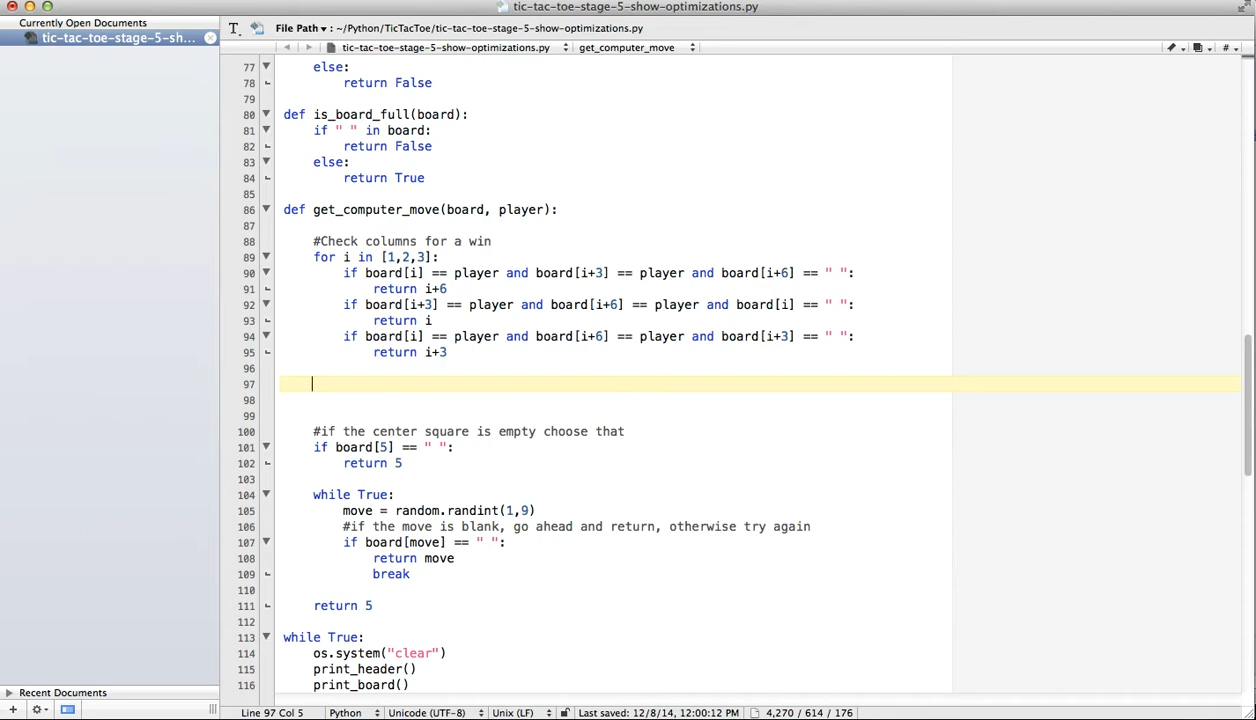 tic-tac-toe-stage-5-show-optimizations.py
Currently Open Documents
tic-tac-toe-stage-5-sh...
File Path ▾ : ~/Python/TicTacToe/tic-tac-toe-stage-5-show-optimizations.py
tic-tac-toe-stage-5-show-optimizations.py get_computer_move #
77 else:
78 return False
79
80 def is_board_full(board):
81 if " " in board:
82 return False
83 else:
84 return True
85
86 def get_computer_move(board, player):
87
88 #Check columns for a win
89 for i in [1,2,3]:
90 if board[i] == player and board[i+3] == player and board[i+6] == " ":
91 return i+6
92 if board[i+3] == player and board[i+6] == player and board[i] == " ":
93 return i
94 if board[i] == player and board[i+6] == player and board[i+3] == " ":
95 return i+3
96
97
98
99
100 #if the center square is empty choose that
101 if board[5] == " ":
102 return 5
103
104 while True:
105 move = random.randint(1,9)
106 #if the move is blank, go ahead and return, otherwise try again
107 if board[move] == " ":
108 return move
109 break
110
111 return 5
112
113 while True:
114 os.system("clear")
115 print_header()
116 print_board()
Recent Documents
Line 97 Col 5 Python Unicode (UTF-8) Unix (LF) Last saved: 12/8/14, 12:00:12 PM 4,270 / 614 / 176